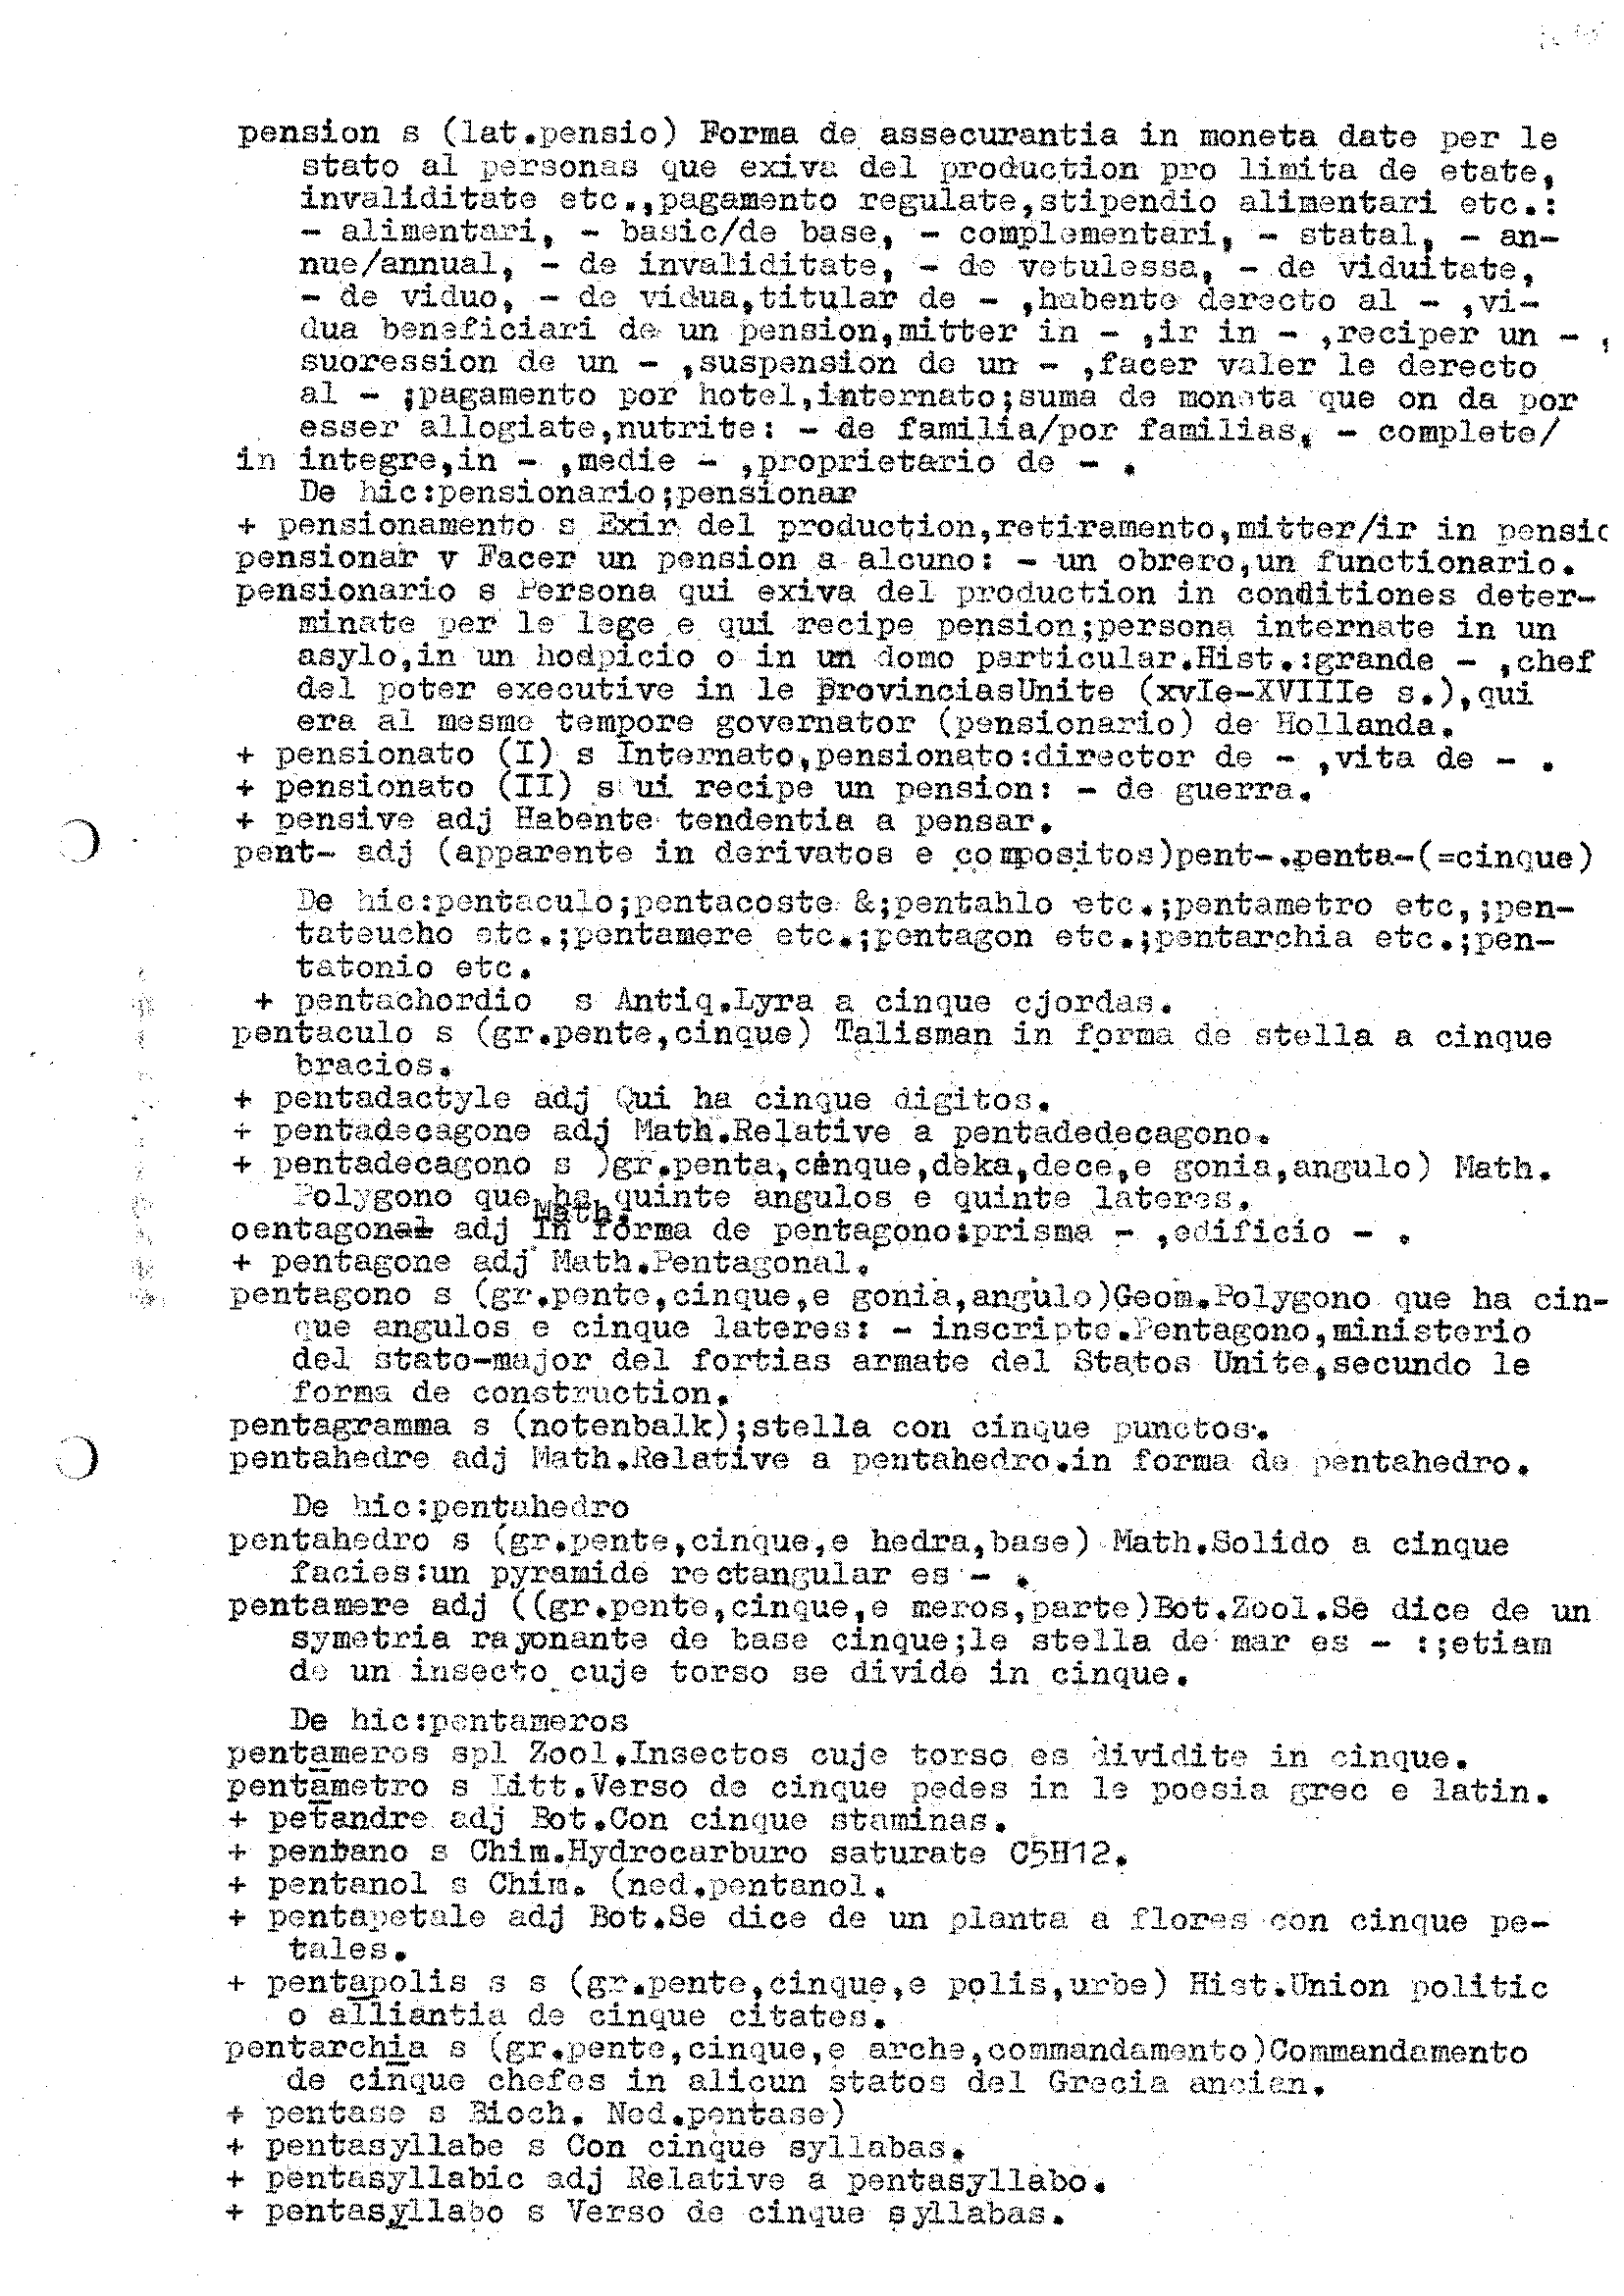 pension s (lat.pensio) Forma de assecurantia in moneta date per le
stato al personas que exiva del production pro limita de etate,
invaliditate etc.,pagamento regulate,stipendio alimentari etc.:
- alimentari, - basic/de base, - complementari, - statal, - an-
nue/annual, - de invaliditate, - de vetulessa, - de viduitate,
- de viduo, - de vidua,titular de - ,habente derecto al - ,vi-
dua beneficiari de un pension,mitter in - ,ir in - ,reciper un - ,
suoression de un - ,suspension de un - ,facer valer le derecto
al - ;pagamento por hotel,internato;suma de moneta que on da por
esser allogiate,nutrite: - de familia/por familias, - complete/
in integre,in - ,medie - ,proprietario de - .
De hic:pensionario;pensionar
+ pensionamento s Exir del production,retiramento,mitter/ir in pensio
pensionar v Facer un pension a alcuno: - un obrero,un functionario.
pensionario s Persona qui exiva del production in conditiones deter-
minate per le lege e qui recipe pension;persona internate in un
asylo,in un hodpicio o in un domo particular.Hist.:grande - ,chef
del poter executive in le ProvinciasUnite (xvIe-XVIIIe s.),qui
era al mesme tempore governator (pensionario) de Hollanda.
+ pensionato (I) s Internato,pensionato:director de - ,vita de - .
+ pensionato (II) s ui recipe un pension: - de guerra.
+ pensive adj Habente tendentia a pensar.
pent- adj (apparente in derivatos e compositos)pent-.penta-(=cinque)
De hic:pentaculo;pentacoste &;pentahlo etc.;pentametro etc,;pen-
tateucho etc.;pentamere etc.;pentagon etc.;pentarchia etc.;pen-
tatonio etc.
+ pentachordio s Antiq.Lyra a cinque cjordas.
pentaculo s (gr.pente,cinque) Talisman in forma de stella a cinque
bracios.
+ pentadactyle adj Qui ha cinque digitos.
+ pentadecagone adj Math.Relative a pentadedecagono.
+ pentadecagono s )gr.penta,cinque,deka,dece,e gonia,angulo) Math.
Polygono que ha quinte angulos e quinte lateres.
Math.
oentagonal adj In forma de pentagono:prisma - ,edificio - .
+ pentagone adj Math.Pentagonal.
pentagono s (gr.pente,cinque,e gonia,angulo)Geom.Polygono que ha cin-
que angulos e cinque lateres: - inscripte.Pentagono,ministerio
del stato-major del fortias armate del Statos Unite,secundo le
forma de construction.
pentagramma s (notenbalk);stella con cinque punctos.
pentahedre adj Math.Relative a pentahedro.in forma de pentahedro.
De hic:pentahedro
pentahedro s (gr.pente,cinque,e hedra,base) Math.Solido a cinque
facies:un pyramide rectangular es - .
pentamere adj ((gr.pente,cinque,e meros,parte)Bot.Zool.Se dice de un
symetria rayonante de base cinque;le stella de mar es - :;etiam
de un insecto cuje torso se divide in cinque.
De hic:pentameros
pentameros spl Zool.Insectos cuje torso es dividite in cinque.
pentametro s Litt.Verso de cinque pedes in le poesia grec e latin.
+ petandre adj Bot.Con cinque staminas.
+ pentano s Chim.Hydrocarburo saturate C5H12.
+ pentanol s Chim. (ned.pentanol.
+ pentapetale adj Bot.Se dice de un planta a flores con cinque pe-
tales.
+ pentapolis s s (gr.pente,cinque,e polis,urbe) Hist.Union politic
o alliantia de cinque citates.
pentarchia s (gr.pente,cinque,e arche,commandamento)Commandamento
de cinque chefes in alicun statos del Grecia ancien.
+ pentase s Bioch. Ned.pentase)
+ pentasyllabe s Con cinque syllabas.
+ pentasyllabic adj Relative a pentasyllabo.
+ pentasyllabo s Verso de cinque syllabas.